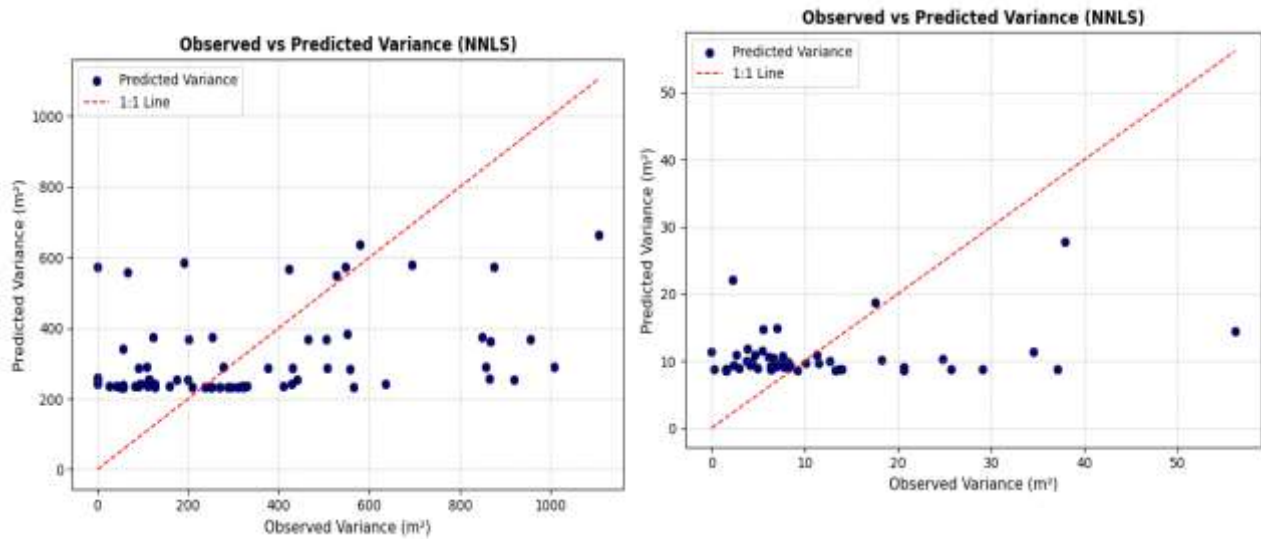 Observed vs Predicted Variance (NNLS)
Predicted Variance
1:1 Line
Predicted Variance (m²)
1000
800
600
400
200
0
0 200 400 600 800 1000
Observed Variance (m²)
Observed vs Predicted Variance (NNLS)
Predicted Variance
1:1 Line
Predicted Variance (m²)
50
40
30
20
10
0
0 10 20 30 40 50
Observed Variance (m²)